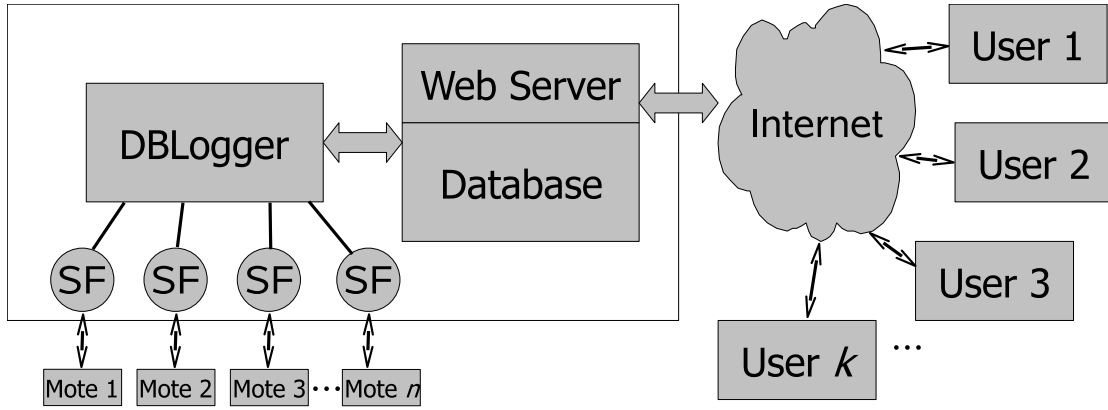 DBLogger
Web Server
Database
Internet
User 1
User 2
User 3
User k
...
SF
SF
SF
SF
Mote 1
Mote 2
Mote 3
...
Mote n